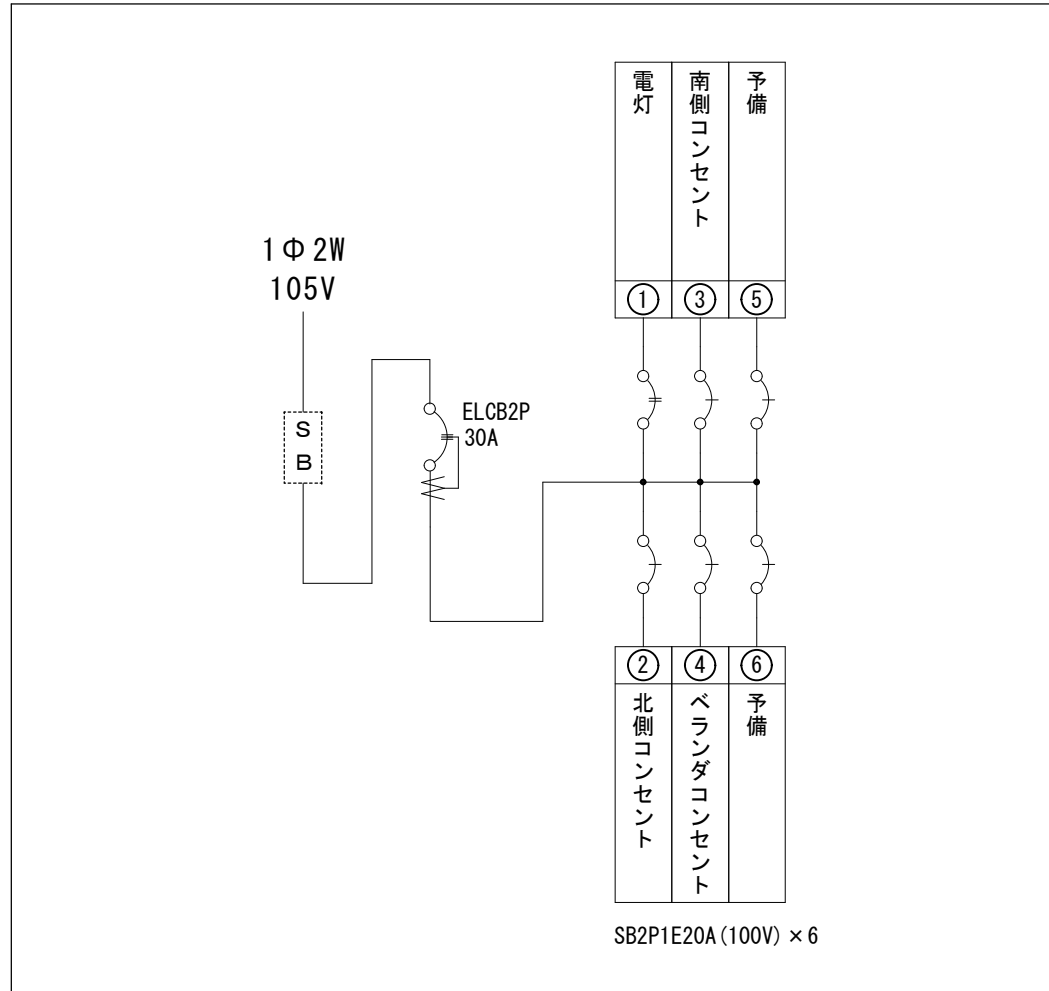 電灯
南側コンセント
予備
1Φ2W
105V
①
③
⑤
ELCB2P
30A
S
B
②
④
⑥
北側コンセント
ベランダコンセント
予備
SB2P1E20A(100V)×6